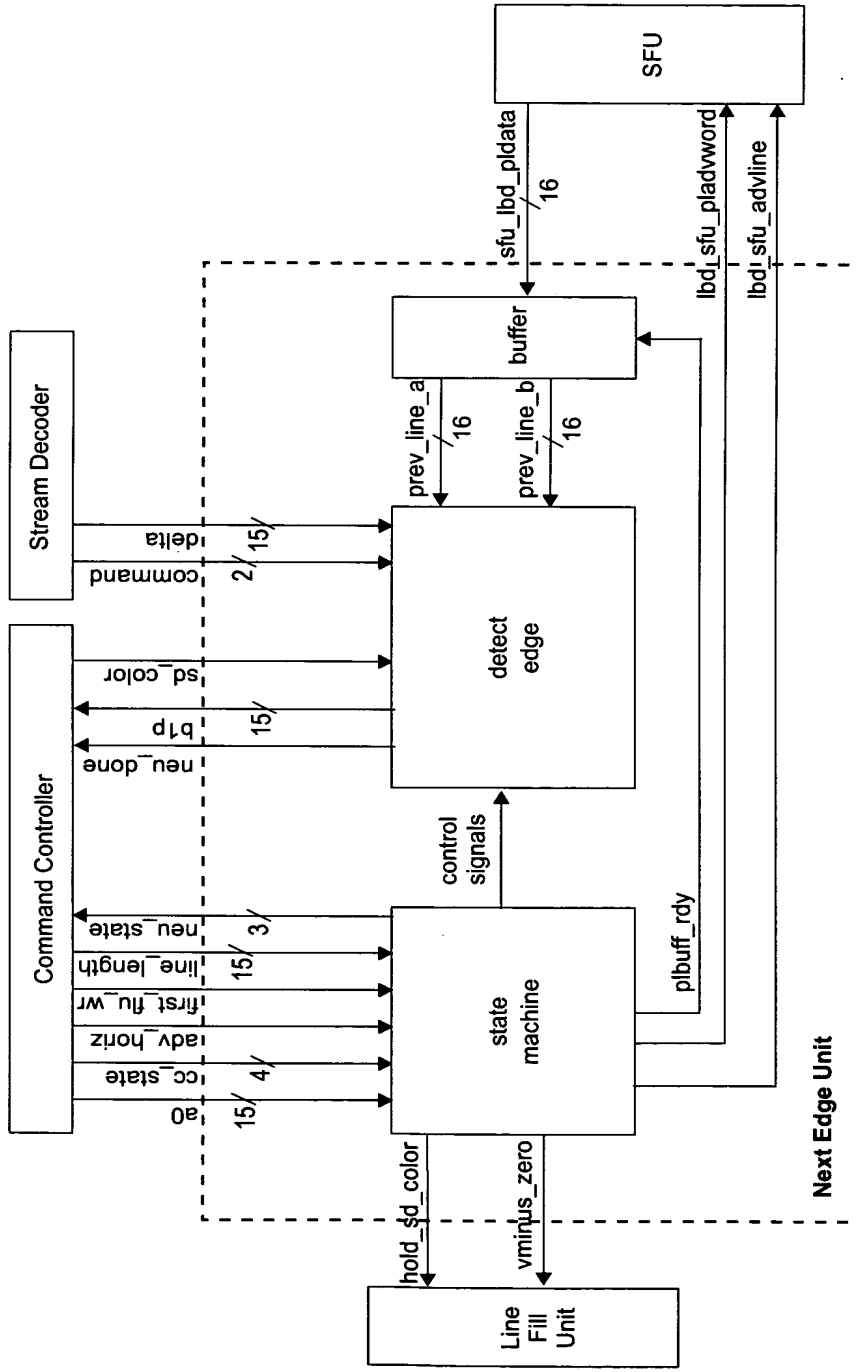 Command Controller
Stream Decoder
a0
15
cc_state
4
adv_horiz
first_flu_wr
line_length
15
neu_state
3
neu_done
b1p
15
sd_color
command
2
delta
15
hold_sd_color
vminus_zero
Line
Fill
Unit
state
machine
control
signals
detect
edge
prev_line_a
16
prev_line_b
16
buffer
sfu_lbd_pldata
16
SFU
plbuff_rdy
lbd_sfu_pladvword
lbd_sfu_advline
Next Edge Unit